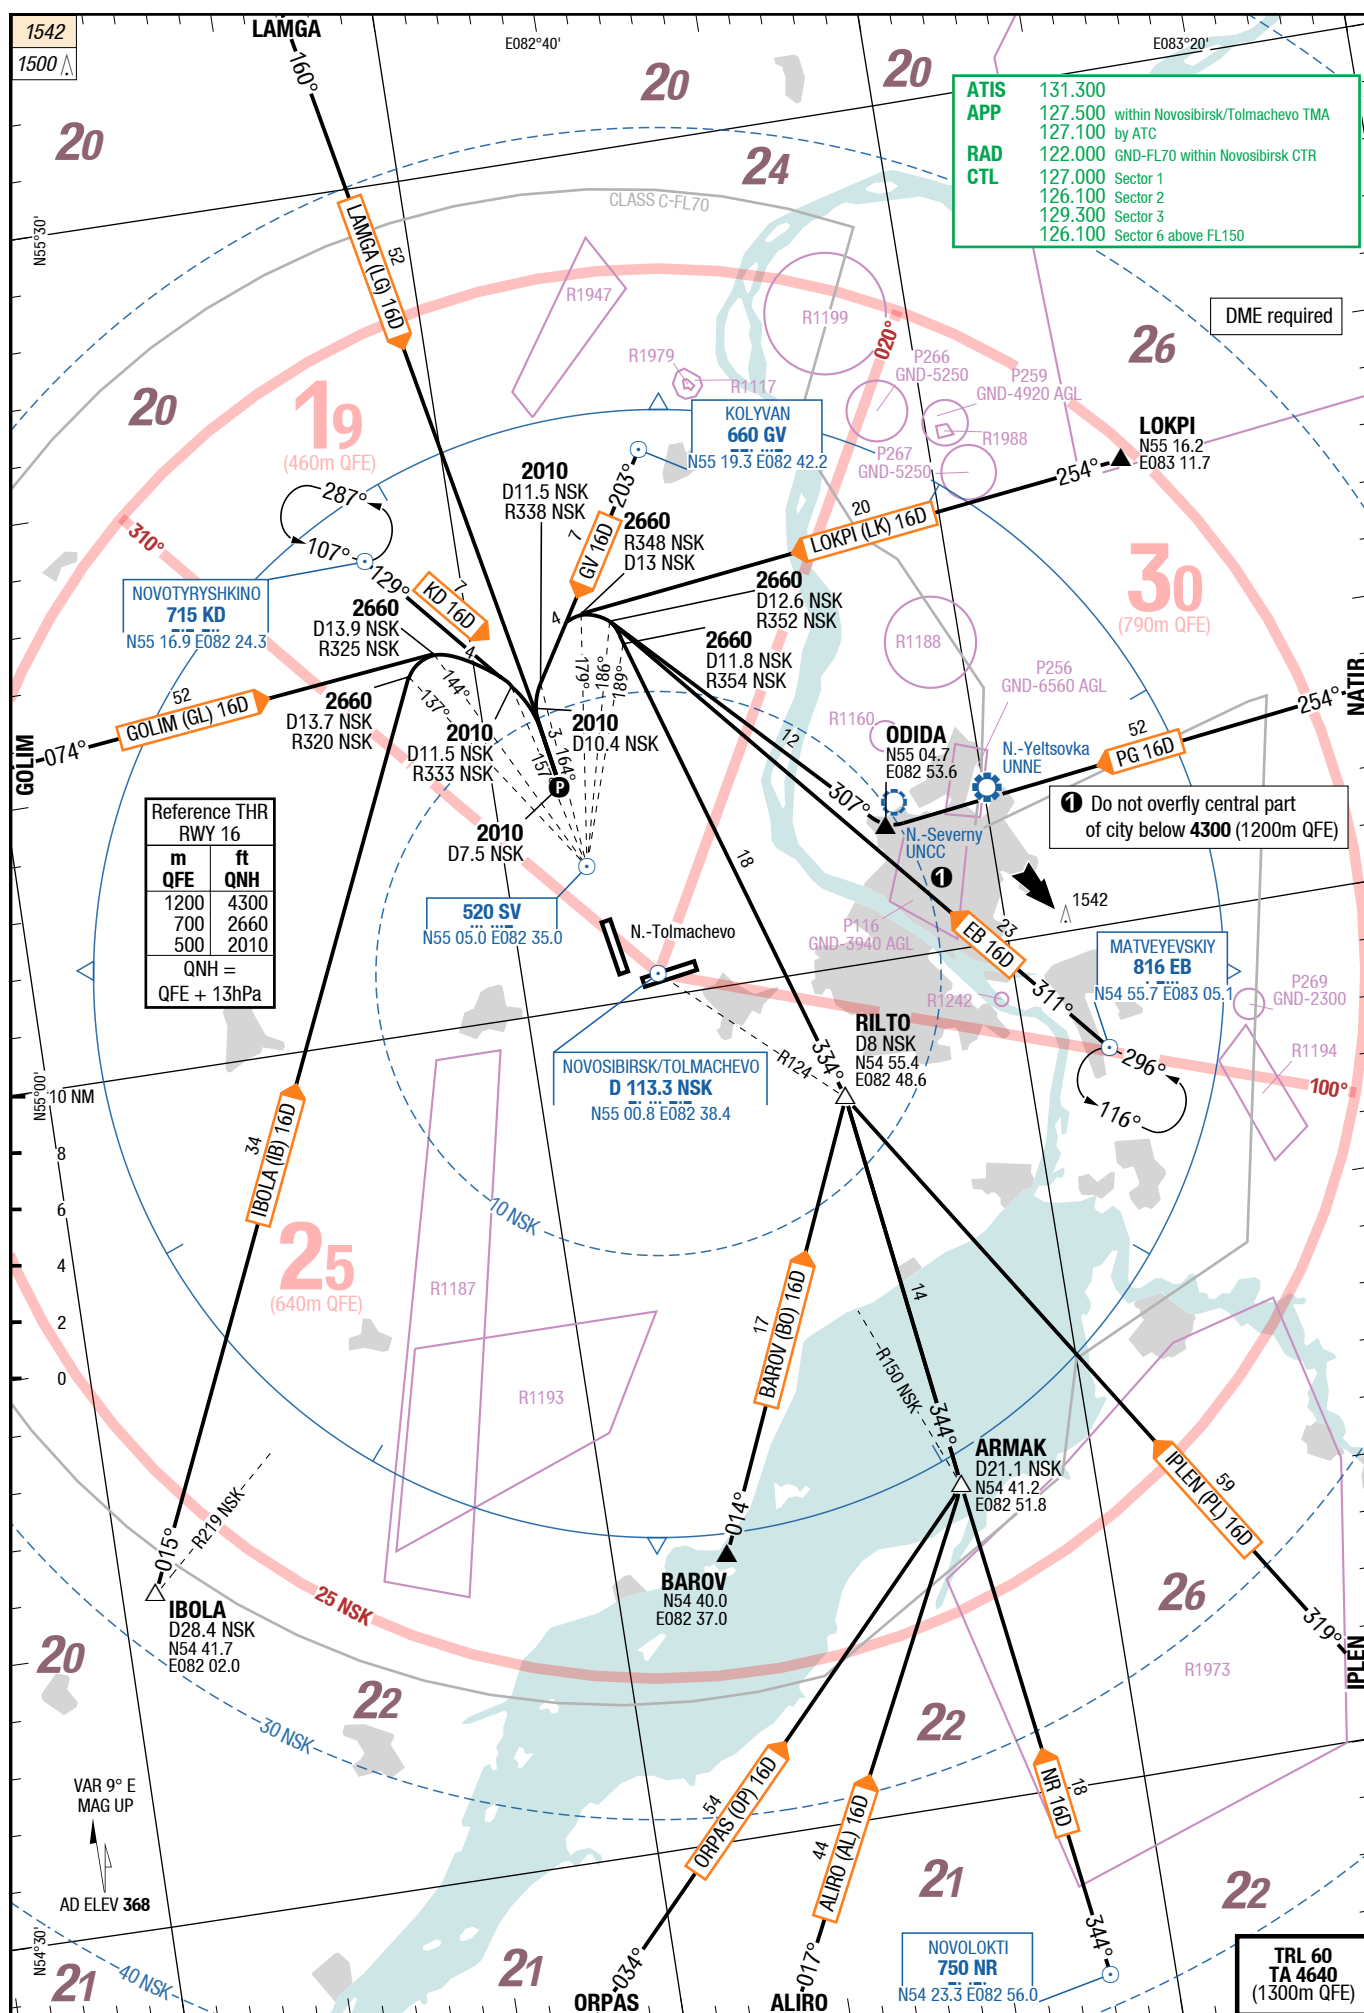 1542
1500
LAMGA
160°
E082°40'
E083°20'
20
20
20
24
ATIS 131.300
APP 127.500 within Novosibirsk/Tolmachevo TMA
127.100 by ATC
RAD 122.000 GND-FL70 within Novosibirsk CTR
CTL 127.000 Sector 1
126.100 Sector 2
129.300 Sector 3
126.100 Sector 6 above FL150
CLASS C-FL70
N55°30'
LAMGA (LG) 16D
52
R1947
R1199
020°
DME required
26
R1979
R1117
P266
GND-5250
P259
GND-4920 AGL
R1988
P267
GND-5250
20
19
(460m QFE)
KOLYVAN
660 GV
N55 19.3 E082 42.2
LOKPI
N55 16.2
E083 11.7
254°
20
LOKPI (LK) 16D
203°
7
GV 16D
2010
D11.5 NSK
R338 NSK
2660
R348 NSK
D13 NSK
287°
107°
310°
129°
7
KD 16D
4
4
NOVOTYRYSHKINO
715 KD
N55 16.9 E082 24.3
2660
D13.9 NSK
R325 NSK
2660
D12.6 NSK
R352 NSK
2660
D11.8 NSK
R354 NSK
R1188
30
(790m QFE)
P256
GND-6560 AGL
144°
137°
179°
186°
189°
52
GOLIM (GL) 16D
074°
GOLIM
2660
D13.7 NSK
R320 NSK
2010
D11.5 NSK
R333 NSK
3
164°
157°
2010
D10.4 NSK
P
2010
D7.5 NSK
R1160
ODIDA
N55 04.7
E082 53.6
12
307°
N.-Yeltsovka
UNNE
254°
NATIR
52
PG 16D
1 Do not overfly central part
of city below 4300 (1200m QFE)
N.-Severny
UNCC
1
1542
Reference THR
RWY 16
m ft
QFE QNH
1200 4300
700 2660
500 2010
QNH =
QFE + 13hPa
520 SV
N55 05.0 E082 35.0
N.-Tolmachevo
18
P116
GND-3940 AGL
23
EB 16D
311°
MATVEYEVSKIY
816 EB
N54 55.7 E083 05.1
P269
GND-2300
R1242
R1194
296°
116°
100°
NOVOSIBIRSK/TOLMACHEVO
D 113.3 NSK
N55 00.8 E082 38.4
R124
334°
RILTO
D8 NSK
N54 55.4
E082 48.6
N55°00'
10 NM
8
6
4
2
0
34
IBOLA (IB) 16D
10 NSK
25
(640m QFE)
R1187
R1193
17
BAROV (BO) 16D
14
R150 NSK
344°
ARMAK
D21.1 NSK
N54 41.2
E082 51.8
59
IPLEN (PL) 16D
319°
IPLEN
015°
R219 NSK
IBOLA
D28.4 NSK
N54 41.7
E082 02.0
25 NSK
014°
BAROV
N54 40.0
E082 37.0
26
R1973
20
22
22
30 NSK
VAR 9° E
MAG UP
AD ELEV 368
54
ORPAS (OP) 16D
44
ALIRO (AL) 16D
18
NR 16D
N54°30'
21
40 NSK
21
034°
ORPAS
017°
ALIRO
21
22
NOVOLOKTI
750 NR
N54 23.3 E082 56.0
344°
TRL 60
TA 4640
(1300m QFE)